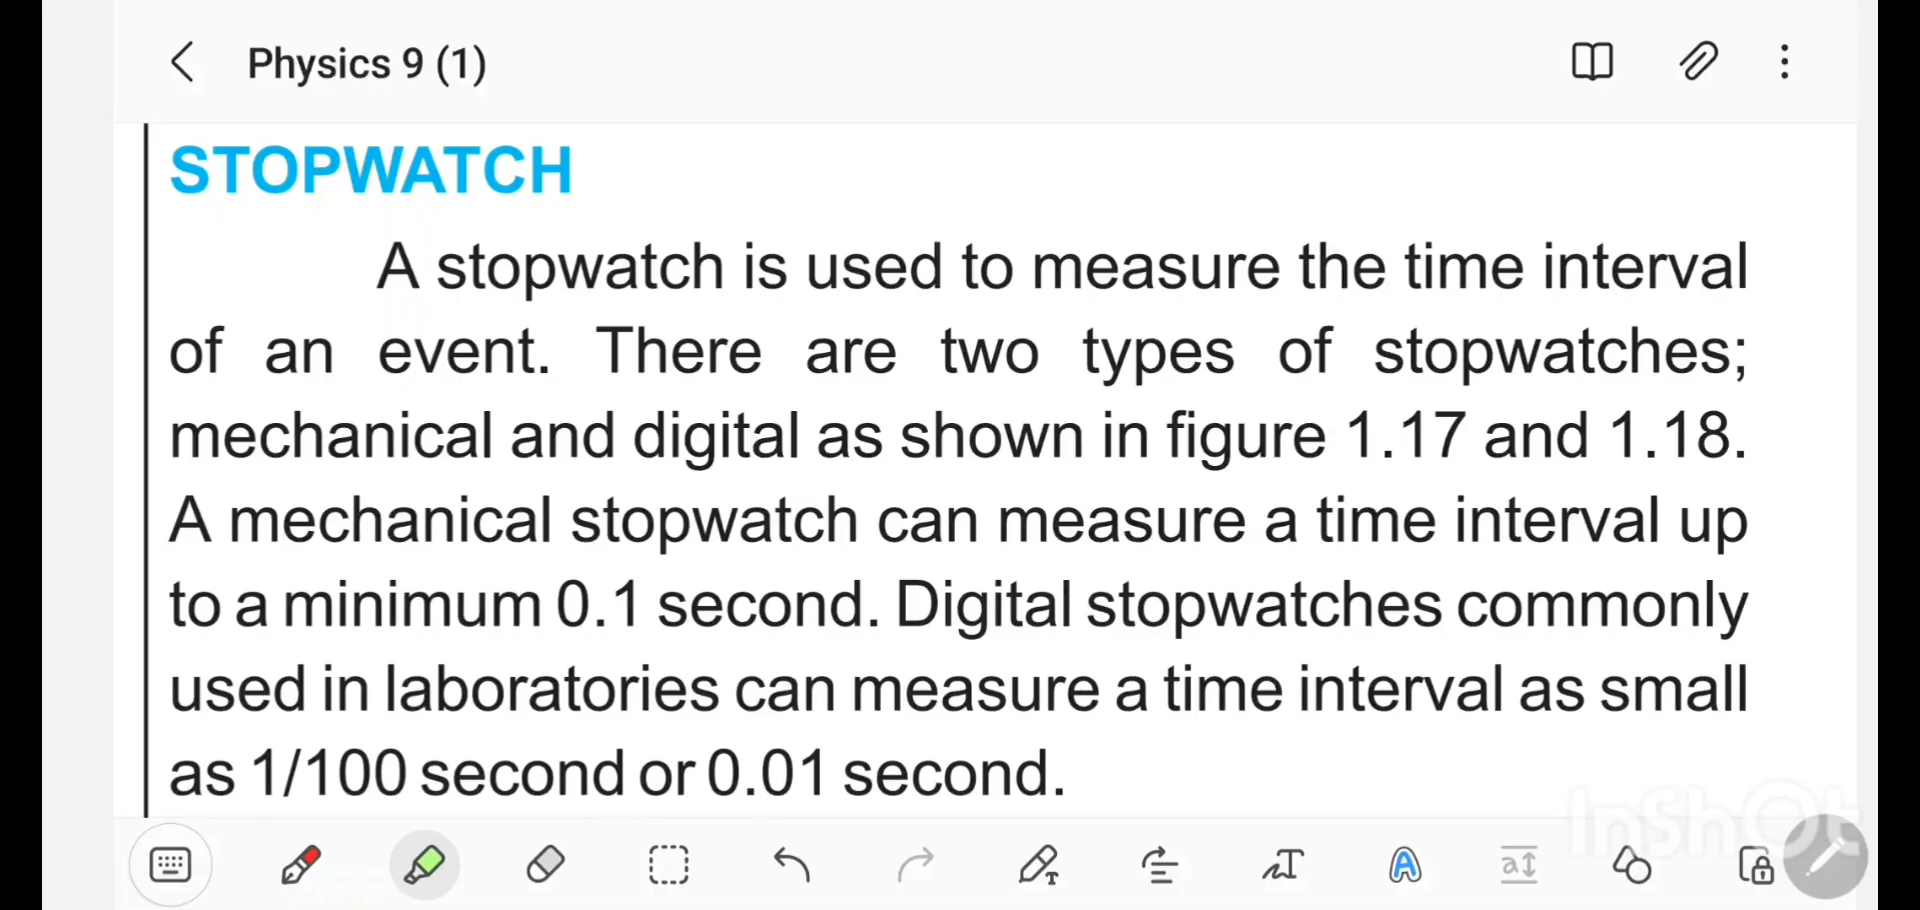 Physics 9 (1)
STOPWATCH
A stopwatch is used to measure the time interval
of an event. There are two types of stopwatches;
mechanical and digital as shown in figure 1.17 and 1.18.
A mechanical stopwatch can measure a time interval up
to a minimum 0.1 second. Digital stopwatches commonly
used in laboratories can measure a time interval as small
as 1/100 second or 0.01 second.
InShOt